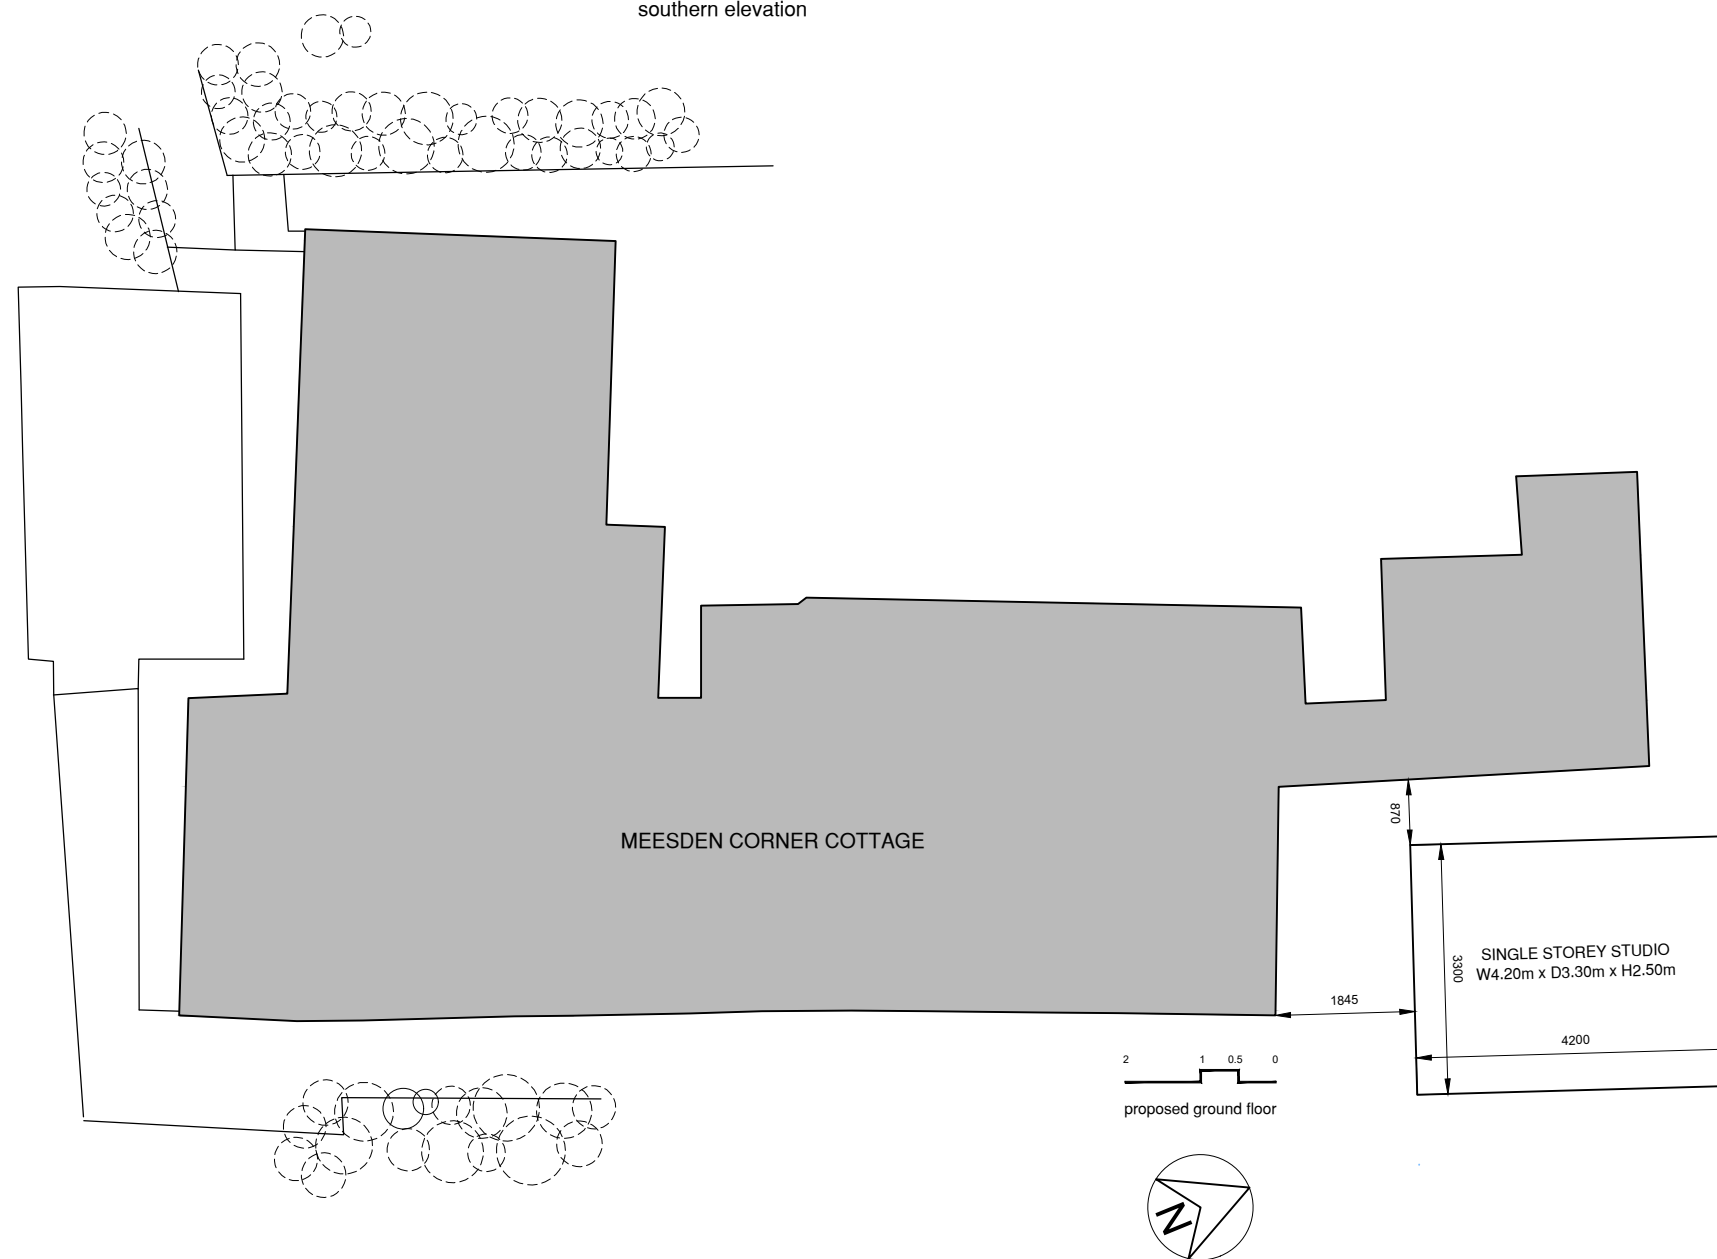 southern elevation
MEESDEN CORNER COTTAGE
870
3300
SINGLE STOREY STUDIO
W4.20m x D3.30m x H2.50m
1845
4200
2 1 0.5 0
proposed ground floor
N